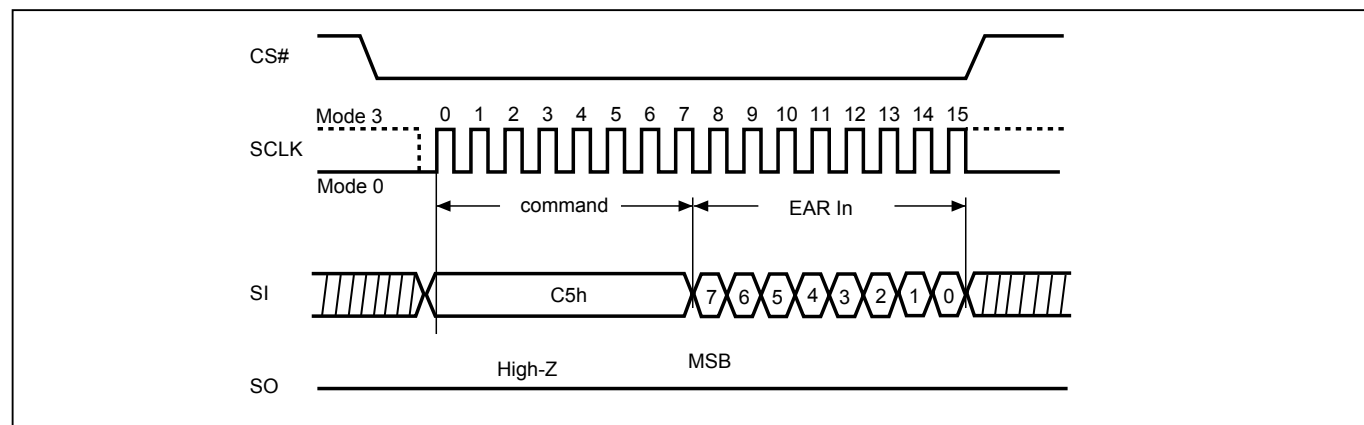 CS#
Mode 3
0 1 2 3 4 5 6 7 8 9 10 11 12 13 14 15
SCLK
Mode 0
command EAR In
SI C5h 7 6 5 4 3 2 1 0
High-Z MSB
SO